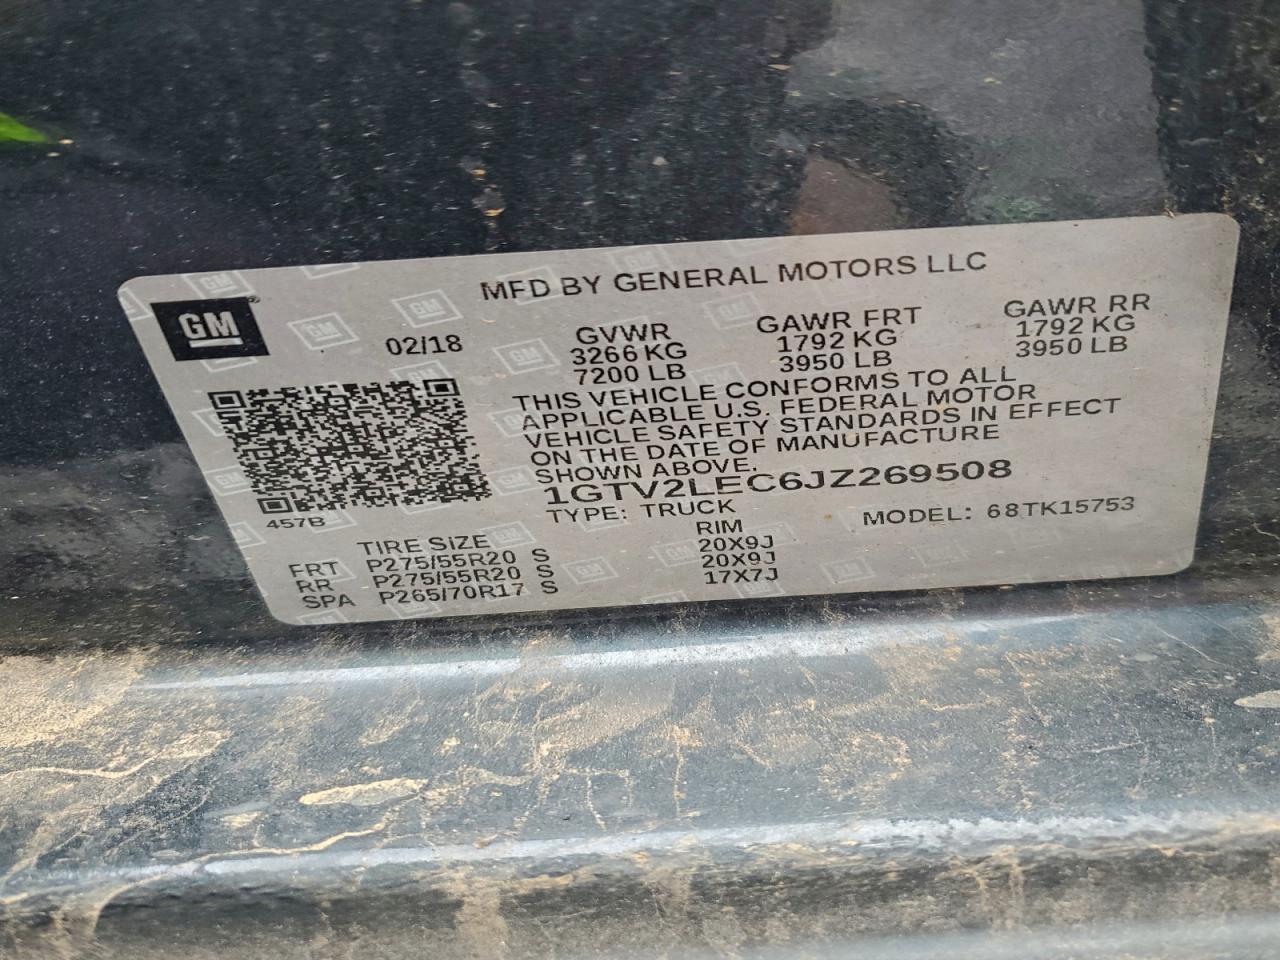 MFD BY GENERAL MOTORS LLC
GM
02/18
GVWR
3266 KG
7200 LB
GAWR FRT
1792 KG
3950 LB
GAWR RR
1792 KG
3950 LB
THIS VEHICLE CONFORMS TO ALL
APPLICABLE U.S. FEDERAL MOTOR
VEHICLE SAFETY STANDARDS IN EFFECT
ON THE DATE OF MANUFACTURE
SHOWN ABOVE.
1GTV2LEC6JZ269508
457B
TYPE: TRUCK
MODEL: 68TK15753
TIRE SIZE RIM
FRT P275/55R20 S 20X9J
RR P275/55R20 S 20X9J
SPA P265/70R17 S 17X7J